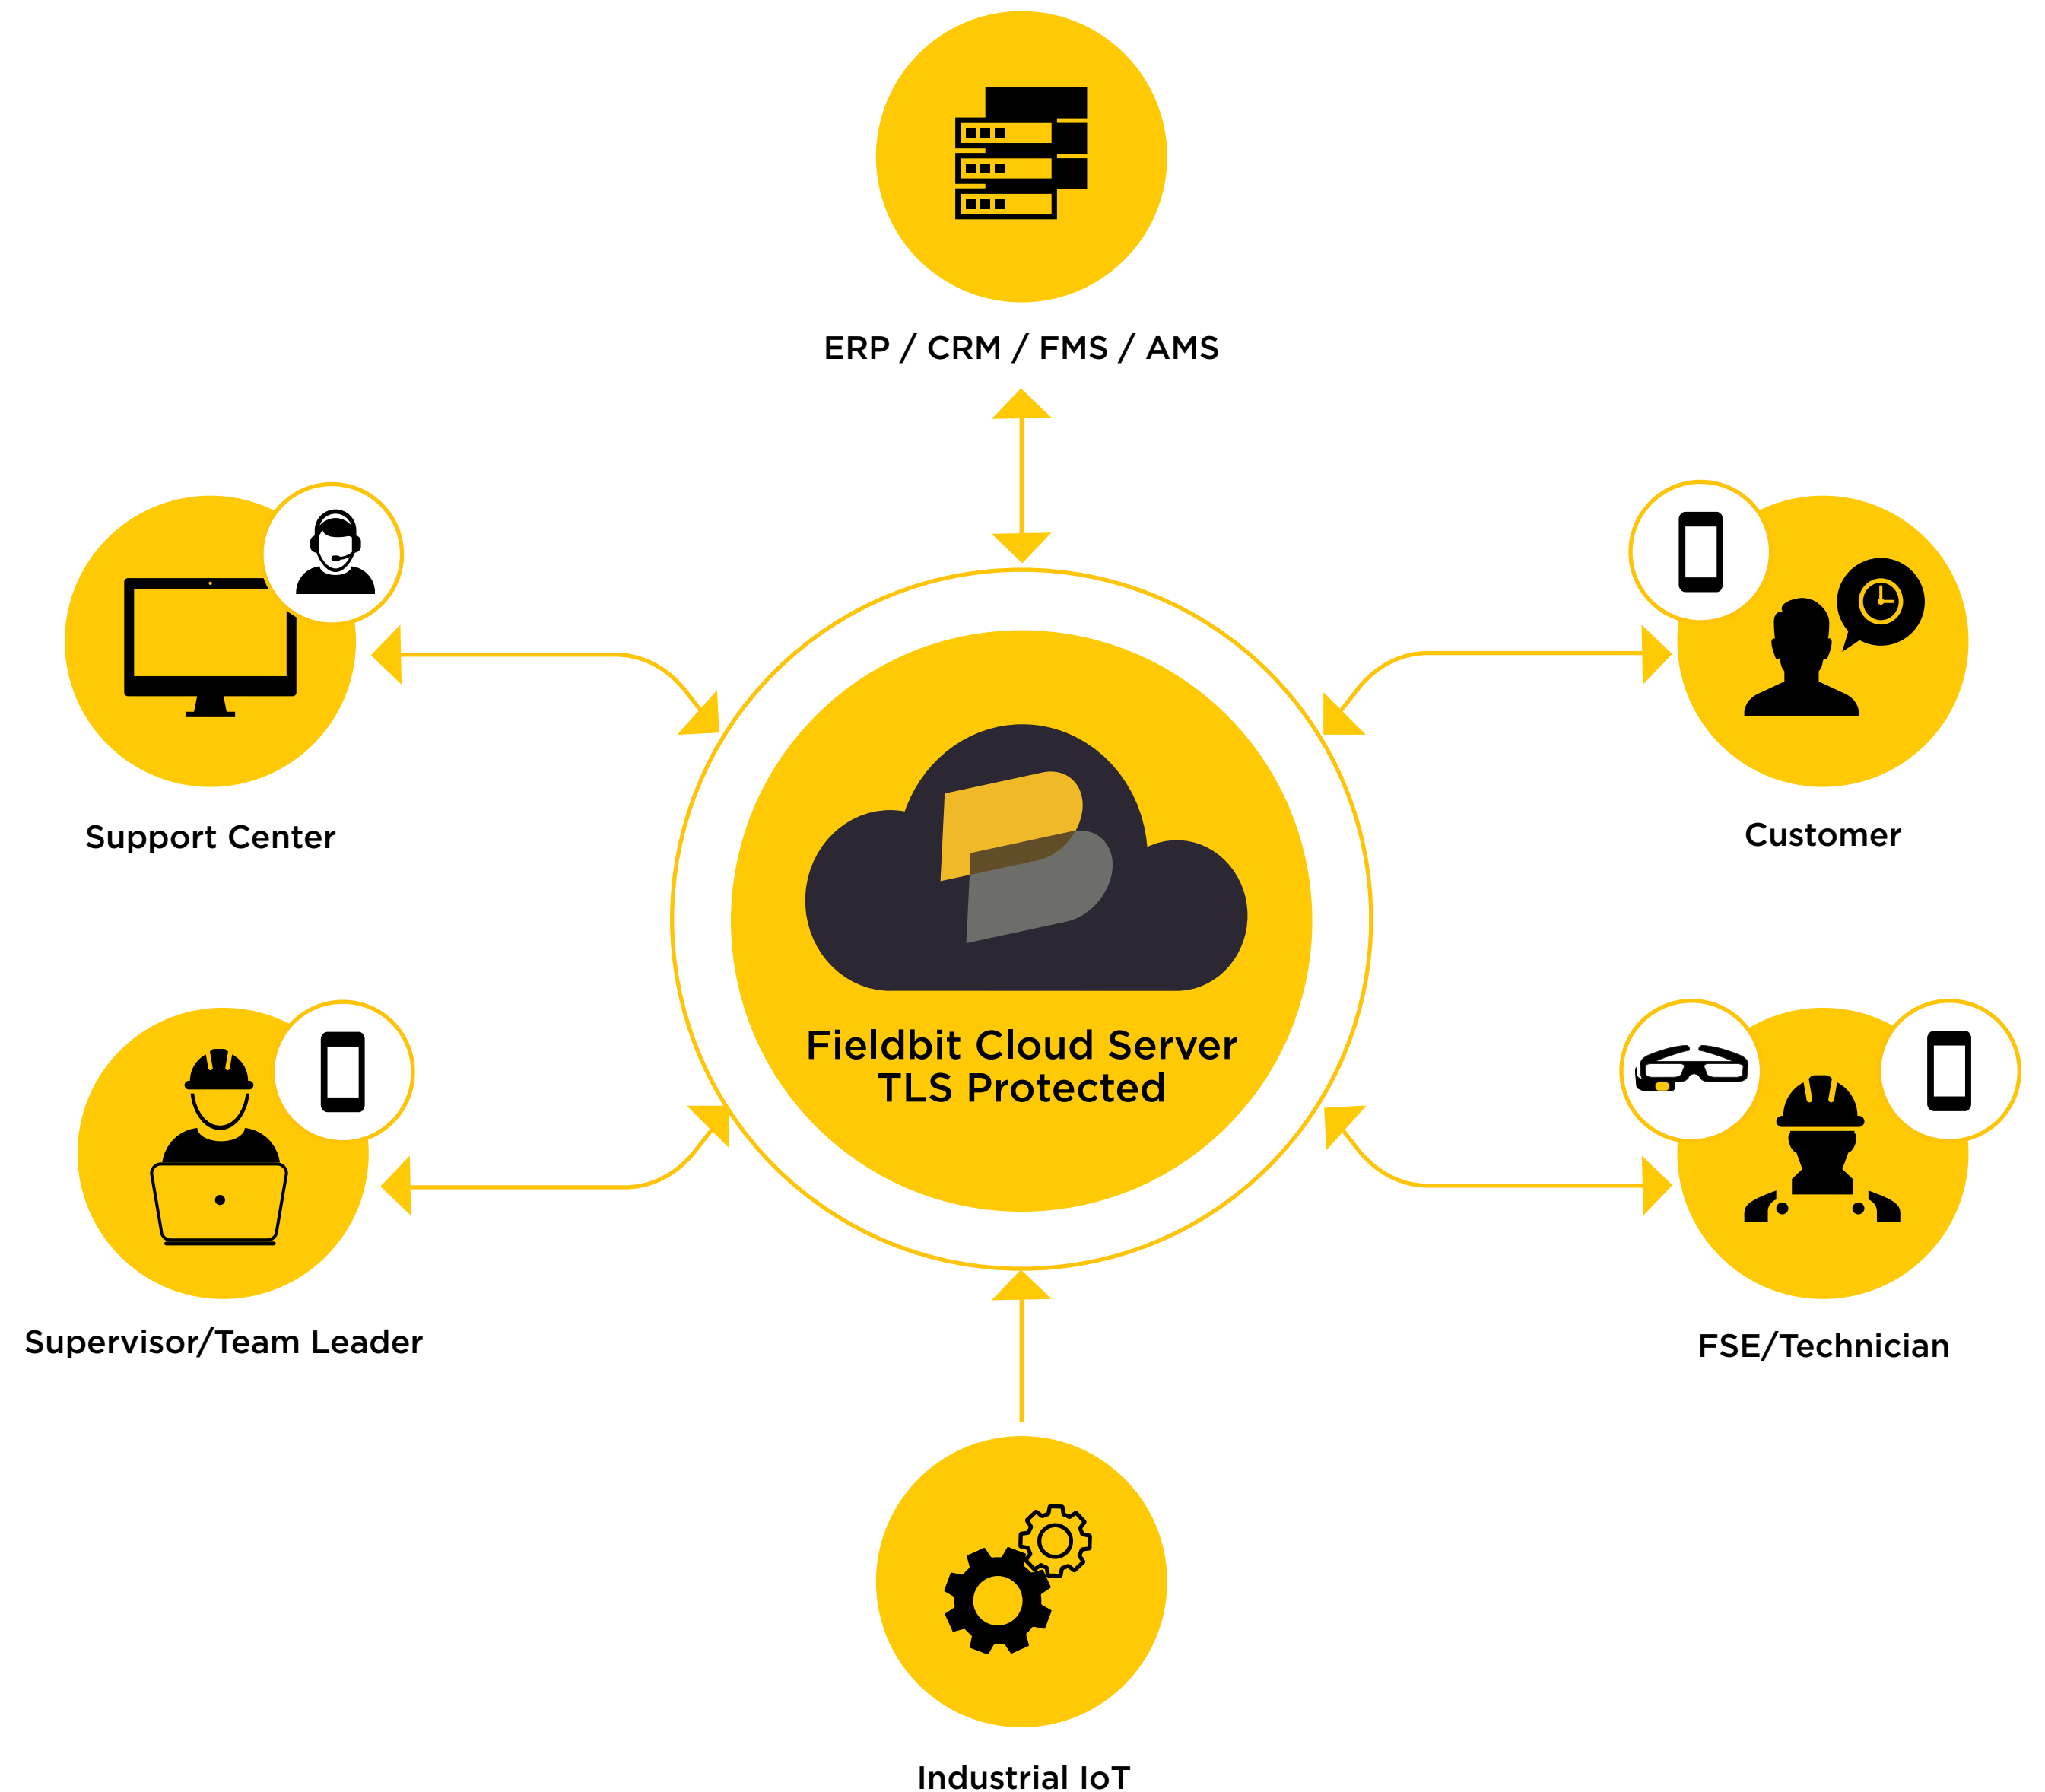 ERP / CRM / FMS / AMS
Support Center
Customer
Fieldbit Cloud Server
TLS Protected
Supervisor/Team Leader
FSE/Technician
Industrial IoT